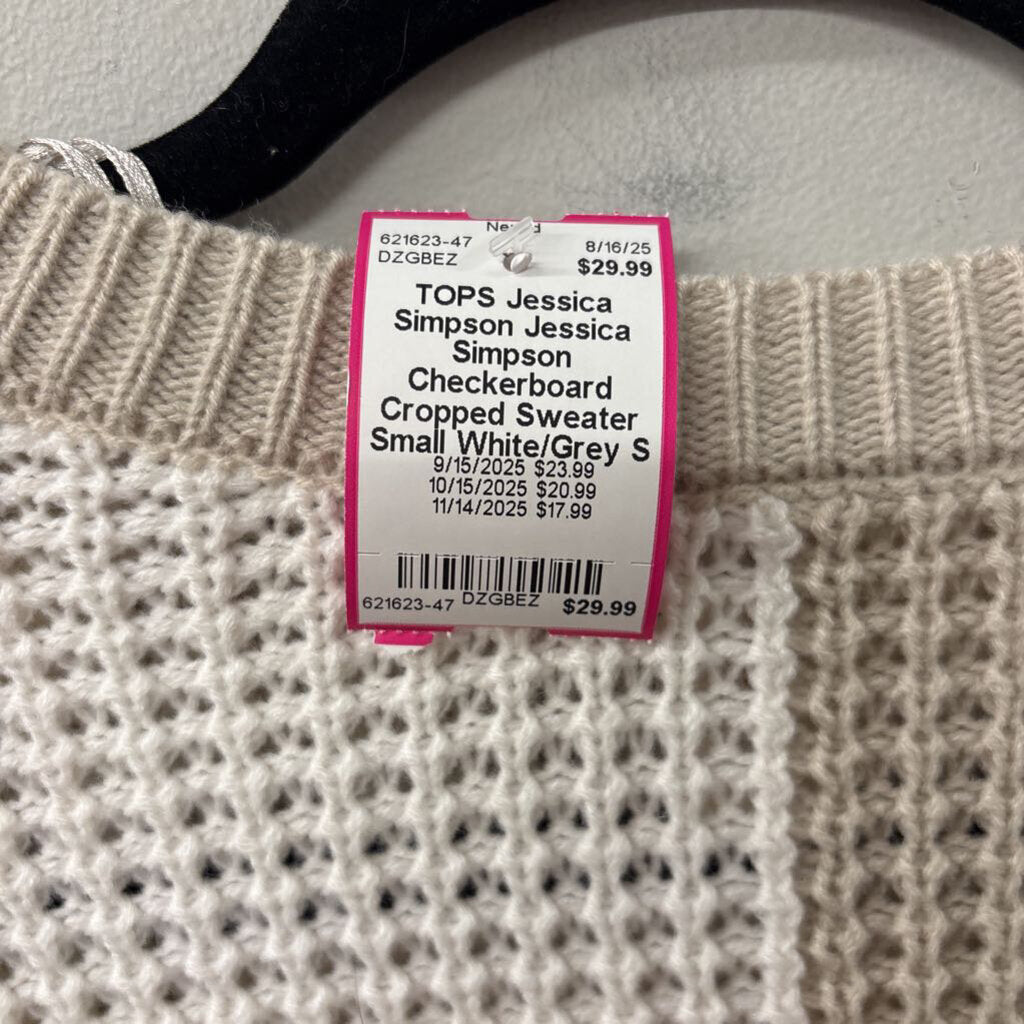 621623-47
8/16/25
DZGBEZ
$29.99
TOPS Jessica
Simpson Jessica
Simpson
Checkerboard
Cropped Sweater
Small White/Grey S
9/15/2025 $23.99
10/15/2025 $20.99
11/14/2025 $17.99
621623-47 DZGBEZ $29.99